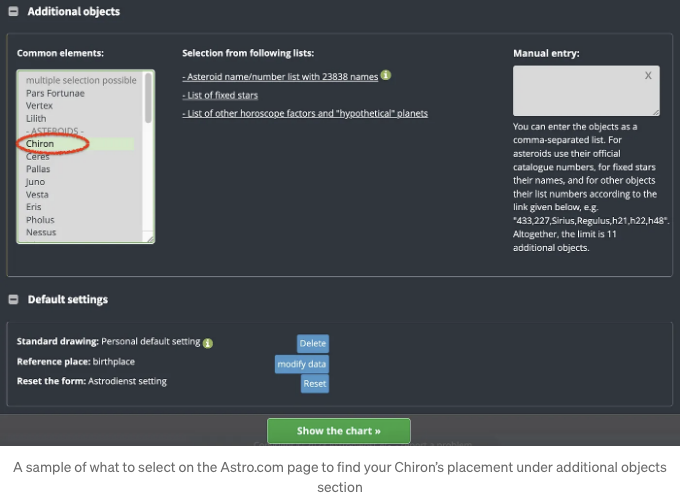 Additional objects
Common elements:
multiple selection possible
Pars Fortunae
Vertex
Lilith
- ASTEROIDS -
Chiron
Ceres
Pallas
Juno
Vesta
Eris
Pholus
Nessus
Selection from following lists:
- Asteroid name/number list with 23838 names
- List of fixed stars
- List of other horoscope factors and "hypothetical" planets
Manual entry:
X
You can enter the objects as a
comma-separated list. For
asteroids use their official
catalogue numbers, for fixed stars
their names, and for other objects
their list numbers according to the
link given below, e.g.
"433,227,Sirius,Regulus,h21,h22,h48".
Altogether, the limit is 11
additional objects.
Default settings
Standard drawing: Personal default setting
Delete
Reference place: birthplace
modify data
Reset the form: Astrodienst setting
Reset
Show the chart »
A sample of what to select on the Astro.com page to find your Chiron's placement under additional objects
section